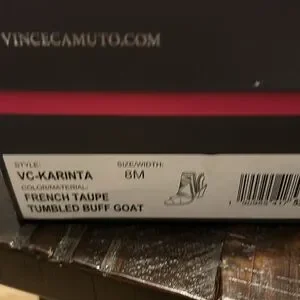 VINCECAMUTO.COM
STYLE: SIZE/WIDTH:
VC-KARINTA 8M
COLOR/MATERIAL:
FRENCH TAUPE
TUMBLED BUFF GOAT